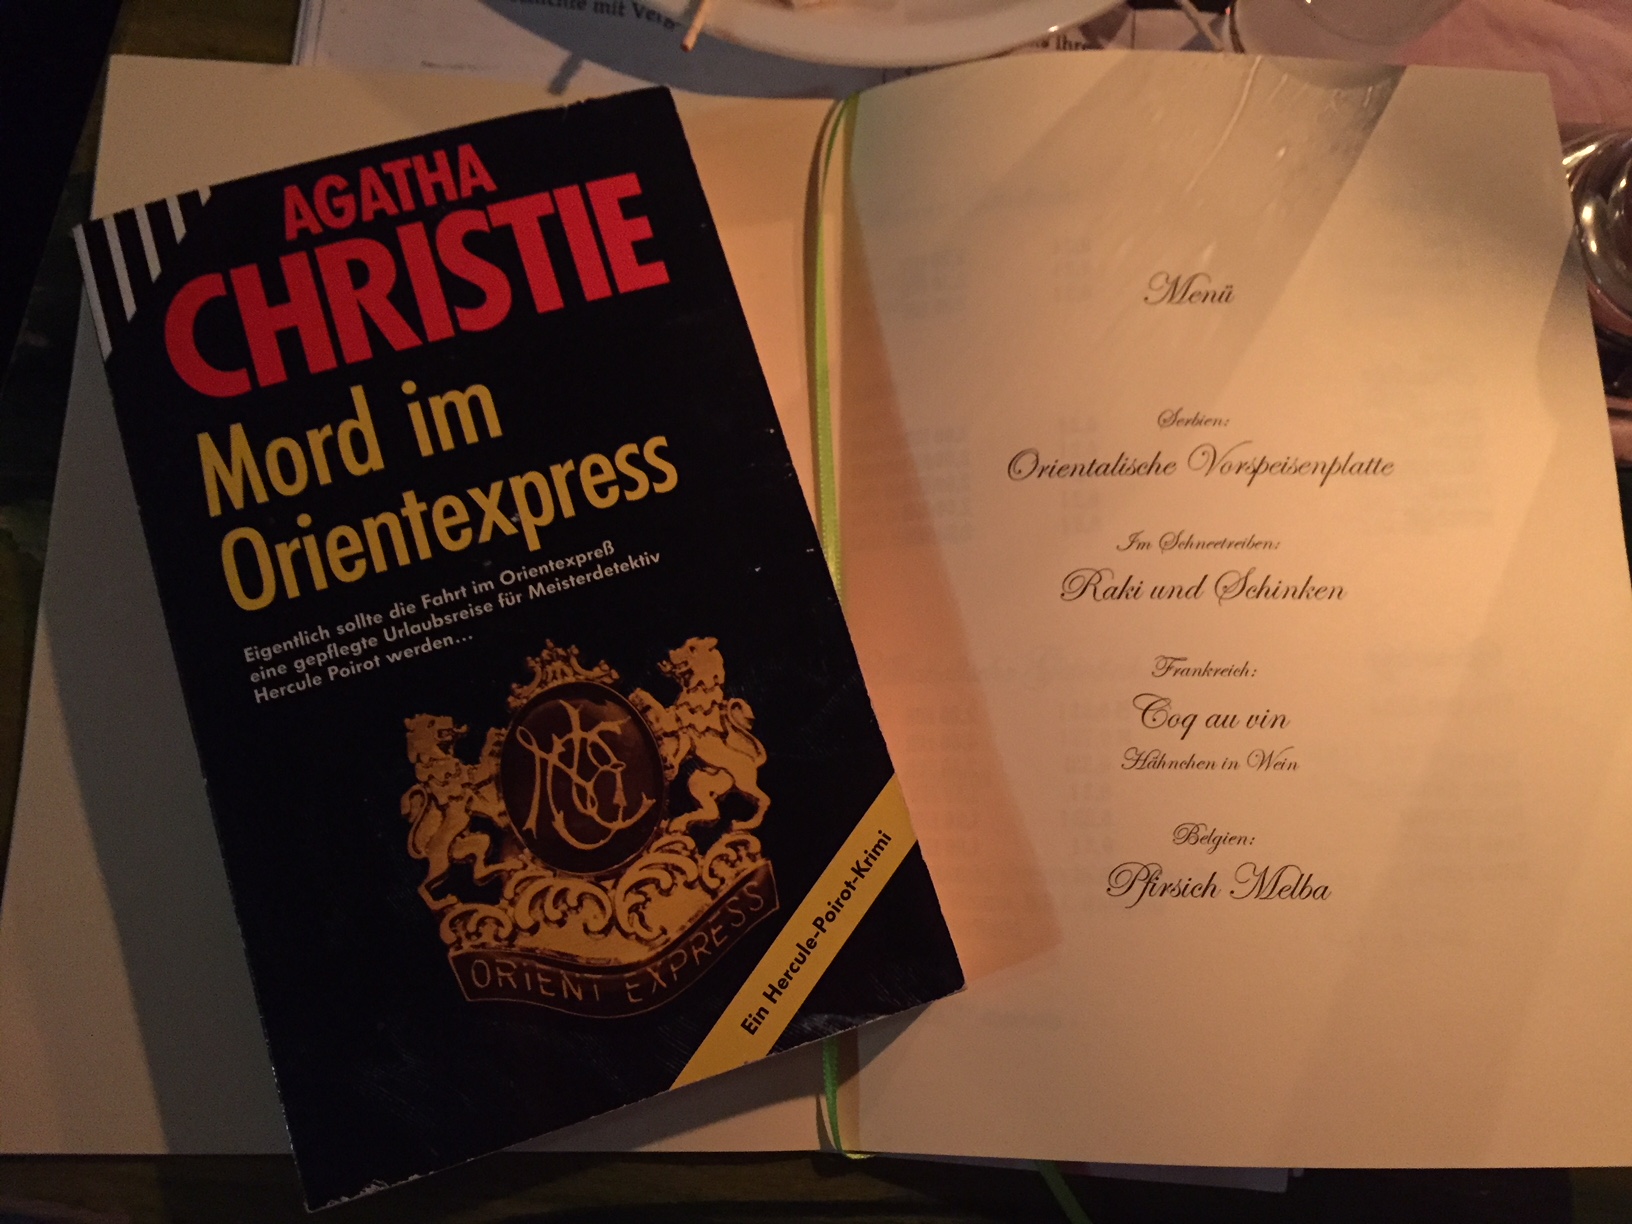 mit
Ihr
AGATHA
CHRISTIE
Mord im
Orientexpress
Eigentlich sollte die Fahrt im Orientexpreß
eine gepflegte Urlaubsreise für Meisterdetektiv
Hercule Poirot werden...
ORIENT EXPRESS
Ein Hercule-Poirot-Krimi
Menü
Serbien:
Orientalische Vorspeisenplatte
Im Schneetreiben:
Raki und Schinken
Frankreich:
Coq au vin
Hähnchen in Wein
Belgien:
Pfirsich Melba